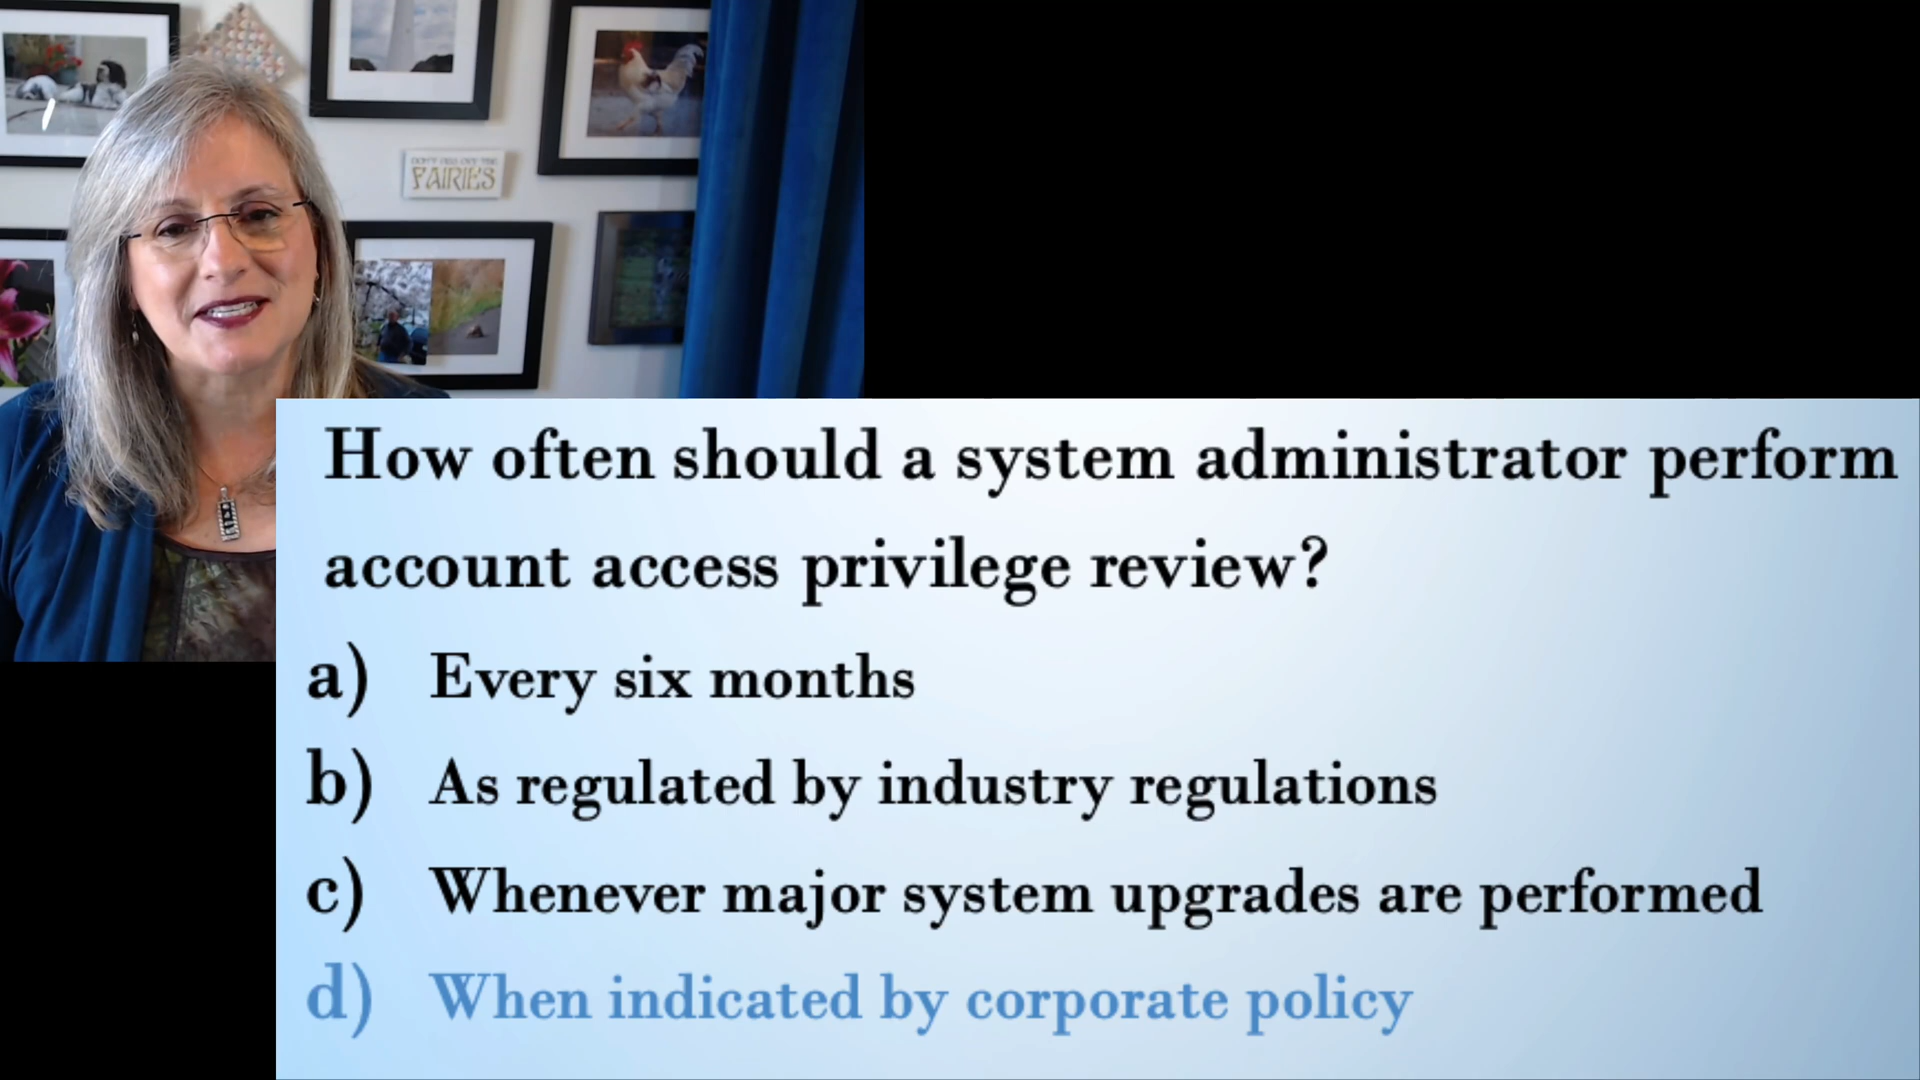 FAIRIES
How often should a system administrator perform
account access privilege review?
a) Every six months
b) As regulated by industry regulations
c) Whenever major system upgrades are performed
d) When indicated by corporate policy